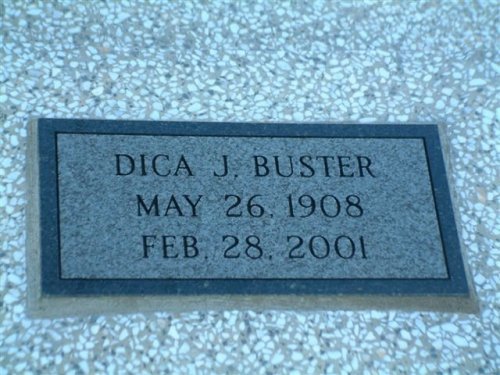 DICA J. BUSTER
MAY 26, 1908
FEB. 28, 2001